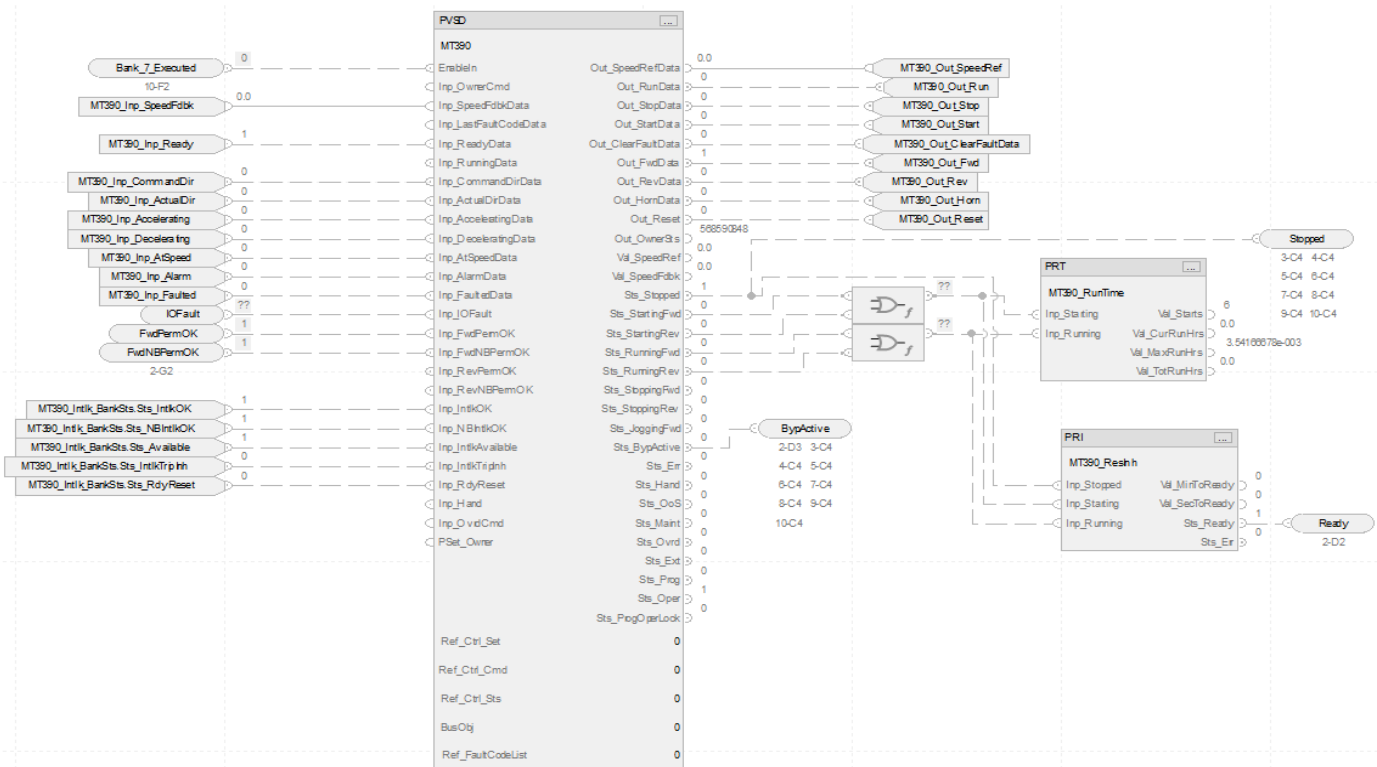 PVSD ...
MT390
Bank_7_Executed 0 EnableIn Out_SpeedRefData 0.0 MT390_Out_SpeedRef
10-F2 Inp_OwnerCmd Out_RunData 0 MT390_Out_Run
MT390_Inp_SpeedFdbk 0.0 Inp_SpeedFdbkData Out_StopData 0 MT390_Out_Stop
Inp_LastFaultCodeData Out_StartData 0 MT390_Out_Start
MT390_Inp_Ready 1 Inp_ReadyData Out_ClearFaultData 0 MT390_Out_ClearFaultData
Inp_RunningData Out_FwdData 1 MT390_Out_Fwd
MT390_Inp_CommandDir 0 Inp_CommandDirData Out_RevData 0 MT390_Out_Rev
MT390_Inp_ActualDir 0 Inp_ActualDirData Out_HornData 0 MT390_Out_Horn
MT390_Inp_Accelerating 0 Inp_AcceleatingData Out_Reset 0 MT390_Out_Reset
MT390_Inp_Decelerating 0 Inp_DeceleratingData Out_OwnerSts 568590848
MT390_Inp_AtSpeed 0 Inp_AtSpeedData Val_SpeedRef 0.0
MT390_Inp_Alarm 0 Inp_AlarmData Val_SpeedFdbk 0.0
MT390_Inp_Faulted 0 Inp_FaultedData Sts_Stopped 1
IOFault ?? Inp_IOFault Sts_StartingFwd 0
FwdPermOK 1 Inp_FwdPermOK Sts_StartingRev 0
FwdNBPermOK 1 Inp_FwdNBPermOK Sts_RunningFwd 0
2-G2 Inp_RevPermOK Sts_RunningRev 0
Inp_RevNBPermOK Sts_StoppingFwd 0
MT390_Intlk_BankSts.Sts_IntlkOK 1 Inp_IntlkOK Sts_StoppingRev 0
MT390_Intlk_BankSts.Sts_NBIntlkOK 1 Inp_NBIntlkOK Sts_JoggingFwd 0
MT390_Intlk_BankSts.Sts_Available 1 Inp_IntlkAvailable Sts_BypActive 0
MT390_Intlk_BankSts.Sts_IntlkTripInh 0 Inp_IntlkTripInh Sts_Err 0
MT390_Intlk_BankSts.Sts_RdyReset 0 Inp_RdyReset Sts_Hand 0
Inp_Hand Sts_OoS 0
Inp_OvrdCmd Sts_Maint 0
PSet_Owner Sts_Ovrd 0
Sts_Ext 0
Sts_Prog 0
Sts_Oper 1
Sts_ProgOperLock 0
Ref_Ctrl_Set 0
Ref_Ctrl_Cmd 0
Ref_Ctrl_Sts 0
BusObj 0
Ref_FaultCodeList 0
f ??
f ??
BypActive
2-D3 3-C4
4-C4 5-C4
6-C4 7-C4
8-C4 9-C4
10-C4
Stopped
3-C4 4-C4
5-C4 6-C4
7-C4 8-C4
9-C4 10-C4
PRT ...
MT390_RunTime
Inp_Starting Val_Starts 6
Inp_Running Val_CurRunHrs 0.0
Val_MaxRunHrs 3.54166678e-003
Val_TotRunHrs 0.0
PRI ...
MT390_ResInh
Inp_Stopped Val_MinToReady 0
Inp_Starting Val_SecToReady 0
Inp_Running Sts_Ready 1 Ready
Sts_Err 0 2-D2